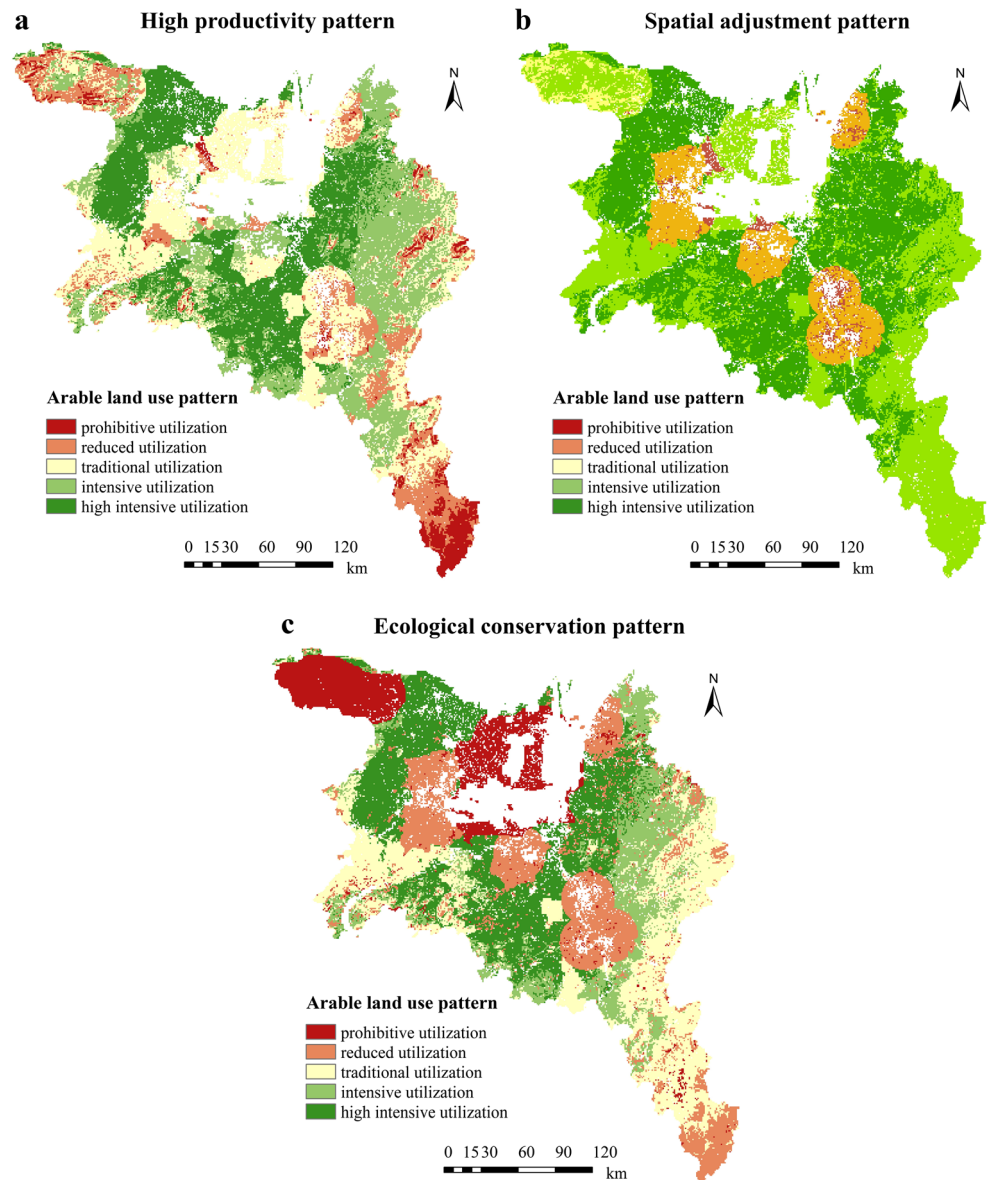 a High productivity pattern
N
Arable land use pattern
prohibitive utilization
reduced utilization
traditional utilization
intensive utilization
high intensive utilization
0 15 30 60 90 120
km
b Spatial adjustment pattern
N
Arable land use pattern
prohibitive utilization
reduced utilization
traditional utilization
intensive utilization
high intensive utilization
0 15 30 60 90 120
km
c Ecological conservation pattern
N
Arable land use pattern
prohibitive utilization
reduced utilization
traditional utilization
intensive utilization
high intensive utilization
0 15 30 60 90 120
km